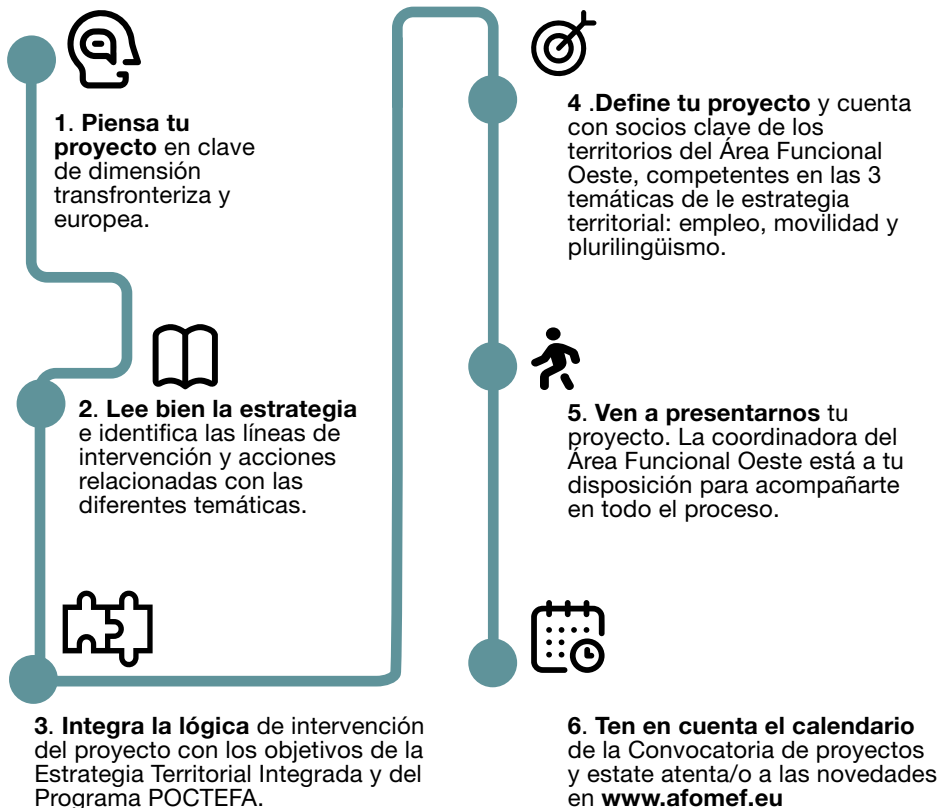 1. Piensa tu
proyecto en clave
de dimensión
transfronteriza y
europea.
2. Lee bien la estrategia
e identifica las líneas de
intervención y acciones
relacionadas con las
diferentes temáticas.
3. Integra la lógica de intervención
del proyecto con los objetivos de la
Estrategia Territorial Integrada y del
Programa POCTEFA.
4 .Define tu proyecto y cuenta
con socios clave de los
territorios del Área Funcional
Oeste, competentes en las 3
temáticas de le estrategia
territorial: empleo, movilidad y
plurilingüismo.
5. Ven a presentarnos tu
proyecto. La coordinadora del
Área Funcional Oeste está a tu
disposición para acompañarte
en todo el proceso.
6. Ten en cuenta el calendario
de la Convocatoria de proyectos
y estate atenta/o a las novedades
en www.afomef.eu